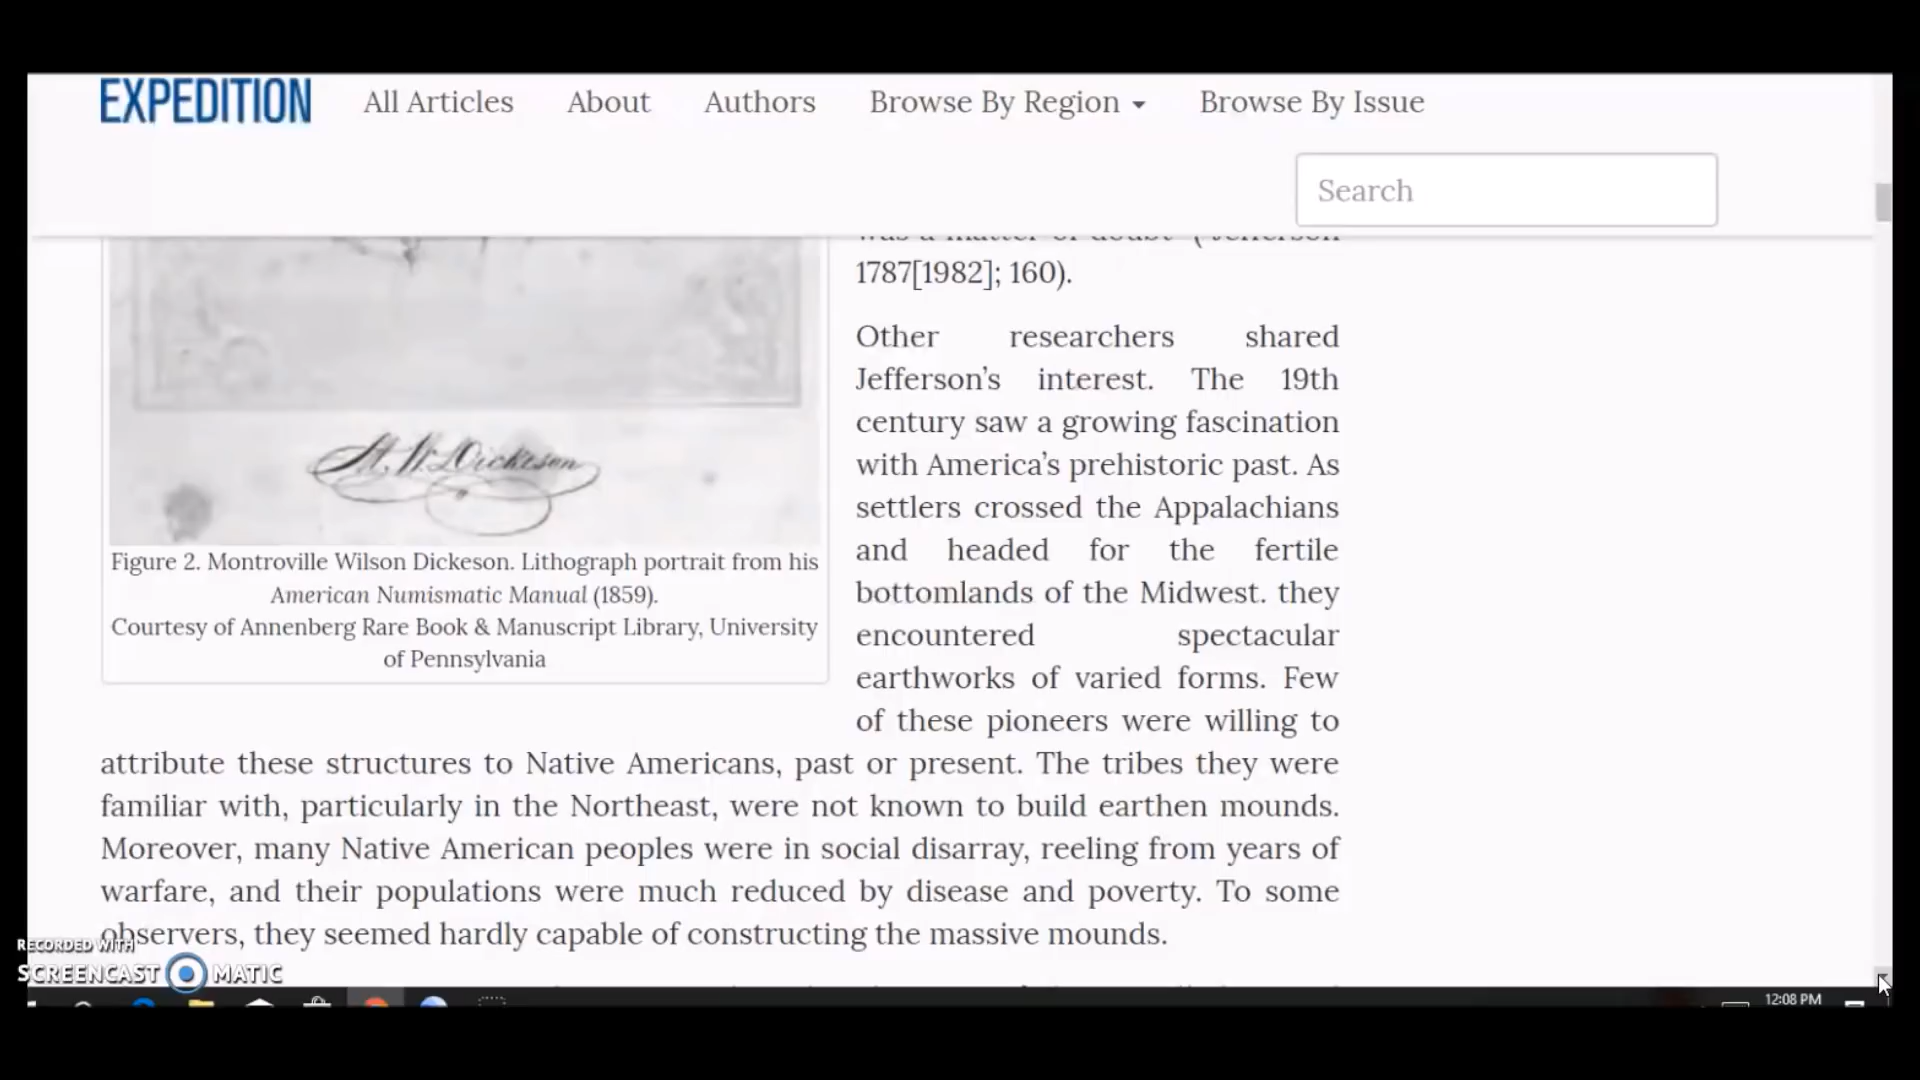 EXPEDITION All Articles About Authors Browse By Region Browse By Issue
Search
1787[1982]; 160).
Other researchers shared
Jefferson's interest. The 19th
century saw a growing fascination
with America's prehistoric past. As
settlers crossed the Appalachians
and headed for the fertile
bottomlands of the Midwest. they
encountered spectacular
earthworks of varied forms. Few
of these pioneers were willing to
attribute these structures to Native Americans, past or present. The tribes they were
familiar with, particularly in the Northeast, were not known to build earthen mounds.
Moreover, many Native American peoples were in social disarray, reeling from years of
warfare, and their populations were much reduced by disease and poverty. To some
observers, they seemed hardly capable of constructing the massive mounds.
M. W. Dickeson
Figure 2. Montroville Wilson Dickeson. Lithograph portrait from his
American Numismatic Manual (1859).
Courtesy of Annenberg Rare Book & Manuscript Library, University
of Pennsylvania
RECORDED WITH
SCREENCAST MATIC
12:08 PM